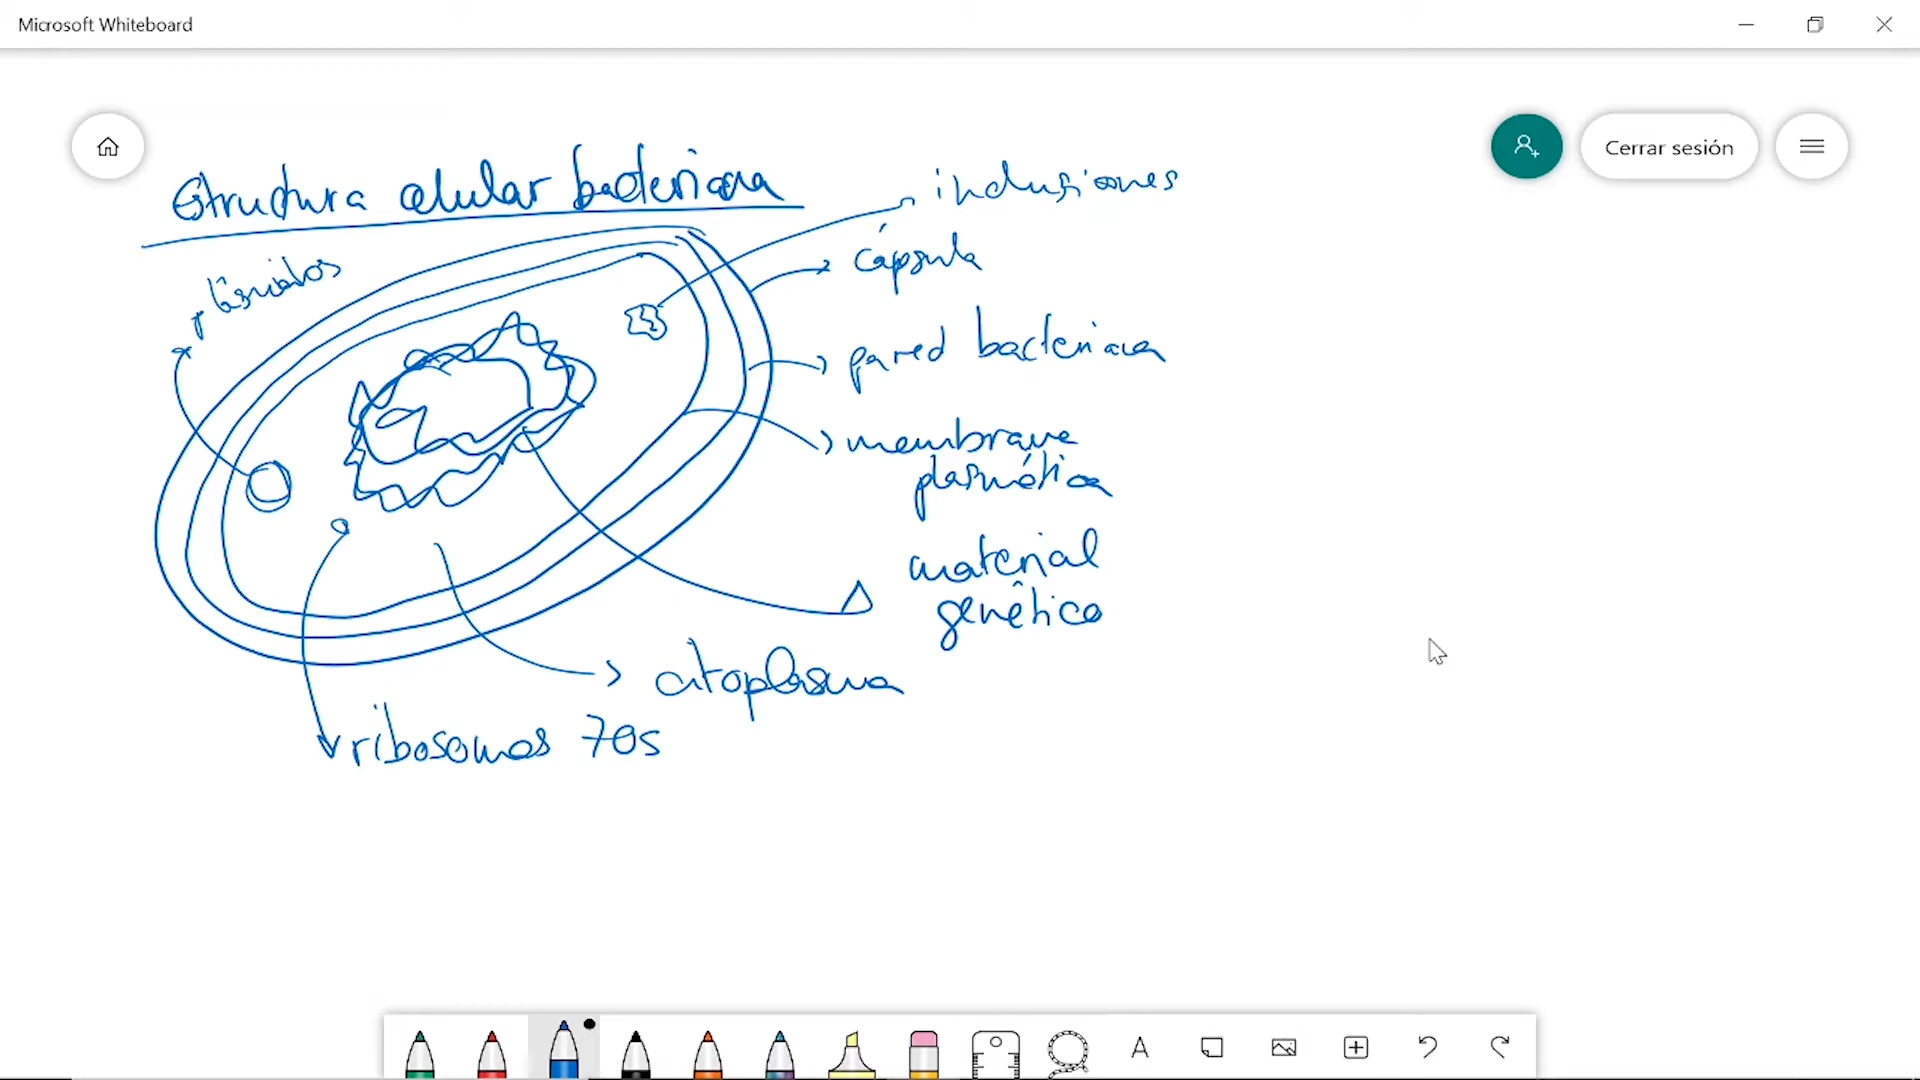 Microsoft Whiteboard
Cerrar sesión
Estructura celular bacteriana
inclusiones
cápsula
plásmidos
pared bacteriana
membrana
plasmática
material
genético
citoplasma
ribosomas 70s
A